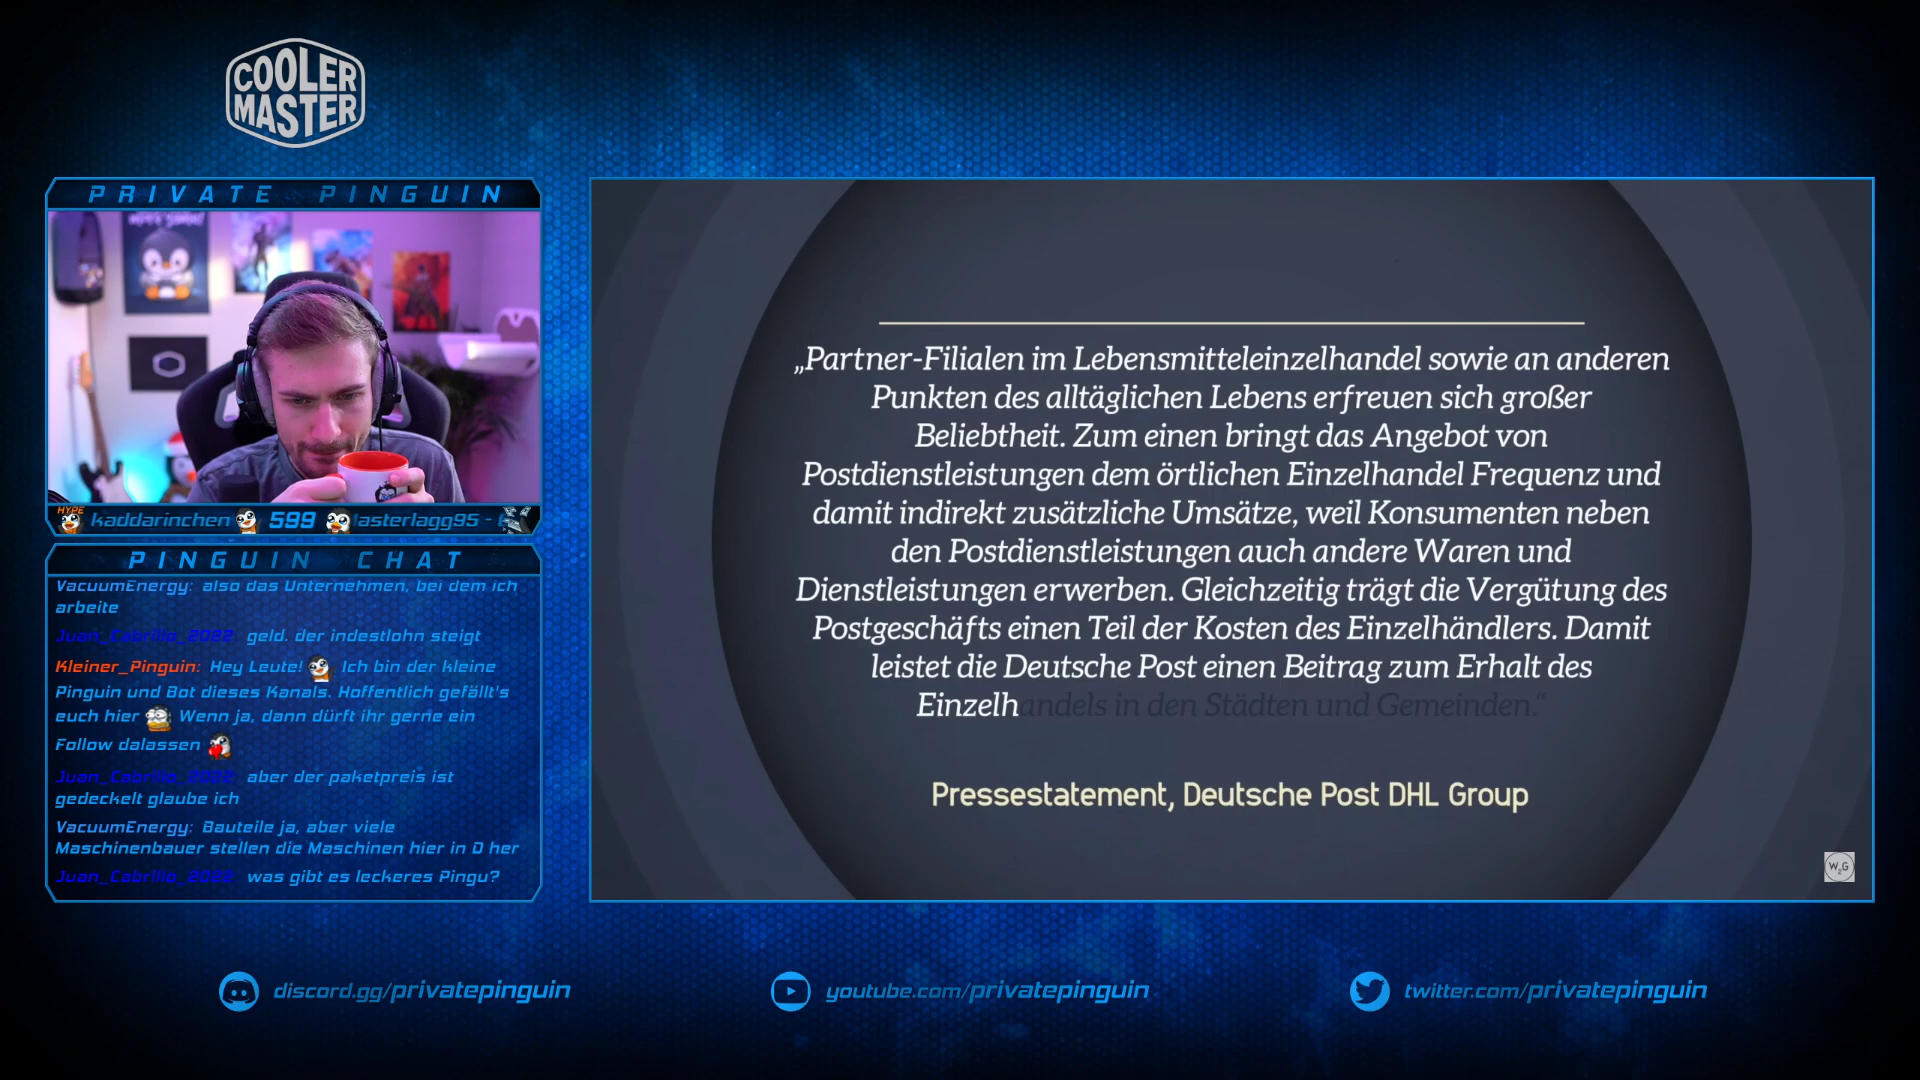 COOLER
MASTER
PRIVATE PINGUIN
HYPE
kaddarinchen 599 lasterlagg95 -
PINGUIN CHAT
VacuumEnergy: also das Unternehmen, bei dem ich
arbeite
Juan_Cabrillo_2022: geld. der indestlohn steigt
Kleiner_Pinguin: Hey Leute! Ich bin der kleine
Pinguin und Bot dieses Kanals. Hoffentlich gefällt's
euch hier Wenn ja, dann dürft ihr gerne ein
Follow dalassen
Juan_Cabrillo_2022: aber der paketpreis ist
gedeckelt glaube ich
VacuumEnergy: Bauteile ja, aber viele
Maschinenbauer stellen die Maschinen hier in D her
Juan_Cabrillo_2022: was gibt es leckeres Pingu?
„Partner-Filialen im Lebensmitteleinzelhandel sowie an anderen
Punkten des alltäglichen Lebens erfreuen sich großer
Beliebtheit. Zum einen bringt das Angebot von
Postdienstleistungen dem örtlichen Einzelhandel Frequenz und
damit indirekt zusätzliche Umsätze, weil Konsumenten neben
den Postdienstleistungen auch andere Waren und
Dienstleistungen erwerben. Gleichzeitig trägt die Vergütung des
Postgeschäfts einen Teil der Kosten des Einzelhändlers. Damit
leistet die Deutsche Post einen Beitrag zum Erhalt des
Einzelhandels in den Städten und Gemeinden.“
Pressestatement, Deutsche Post DHL Group
W2G
discord.gg/privatepinguin
youtube.com/privatepinguin
twitter.com/privatepinguin